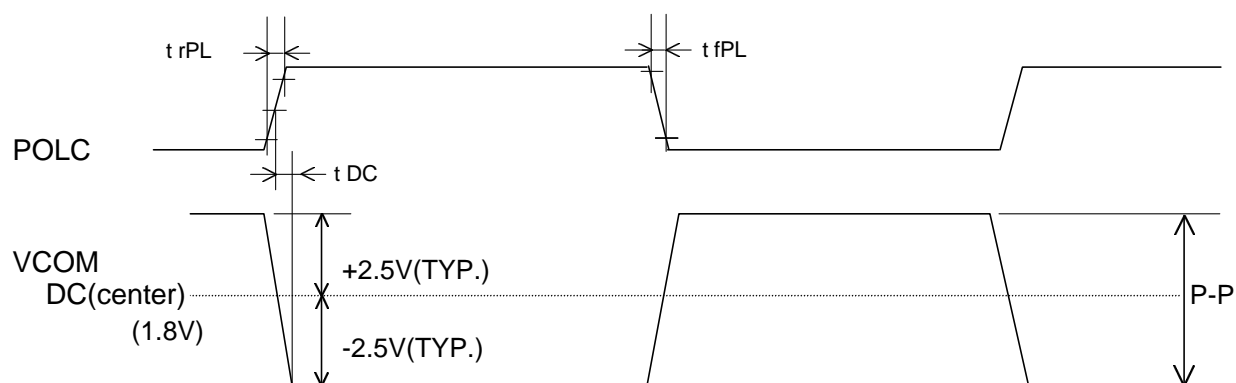 t rPL
t fPL
POLC
t DC
VCOM
+2.5V(TYP.)
DC(center)
P-P
(1.8V)
-2.5V(TYP.)